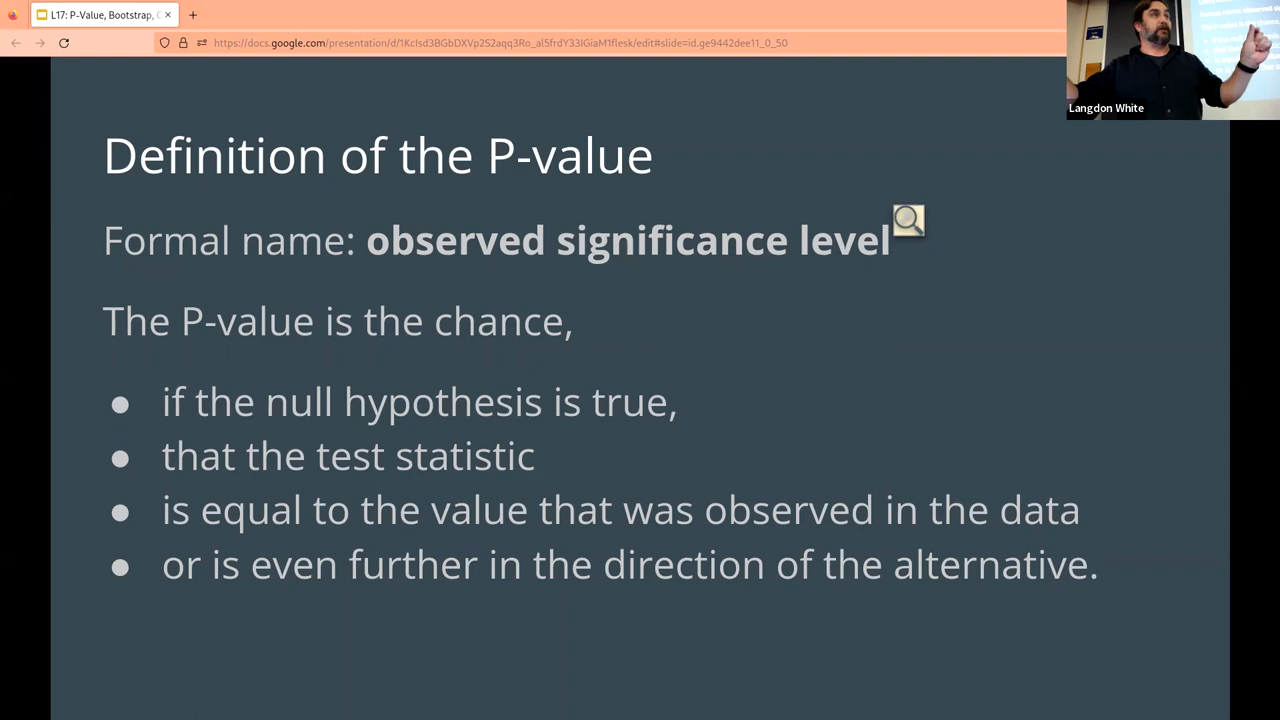 L17: P-Value, Bootstrap,
https://docs.google.com/presentation/d/1KcIsd3BGbDXVp2S2aqq3Ro_al5frdY33IGiaM1flesk/edit#slide=id.ge9442dee11_0_50
Langdon White
Definition of the P-value
Formal name: observed significance level
The P-value is the chance,
● if the null hypothesis is true,
● that the test statistic
● is equal to the value that was observed in the data
● or is even further in the direction of the alternative.